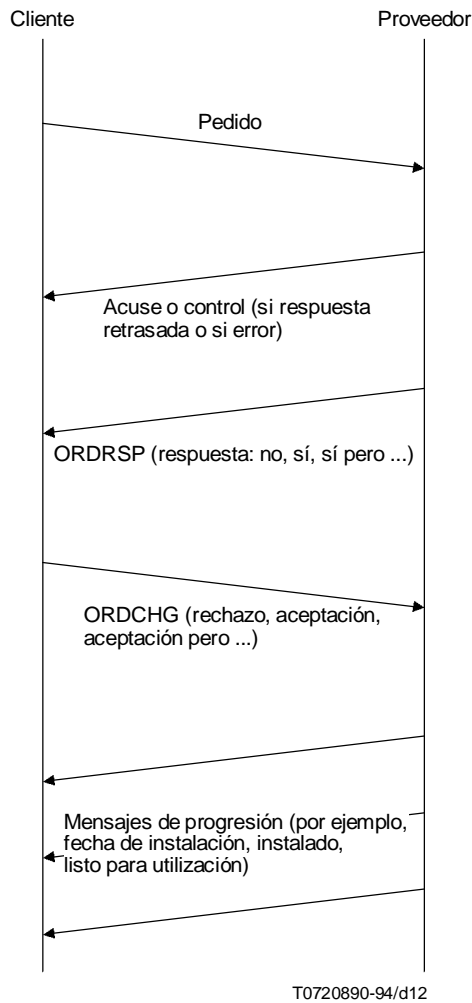 Cliente
Proveedor
Pedido
Acuse o control (si respuesta
retrasada o si error)
ORDRSP (respuesta: no, sí, sí pero ...)
ORDCHG (rechazo, aceptación,
aceptación pero ...)
Mensajes de progresión (por ejemplo,
fecha de instalación, instalado,
listo para utilización)
T0720890-94/d12